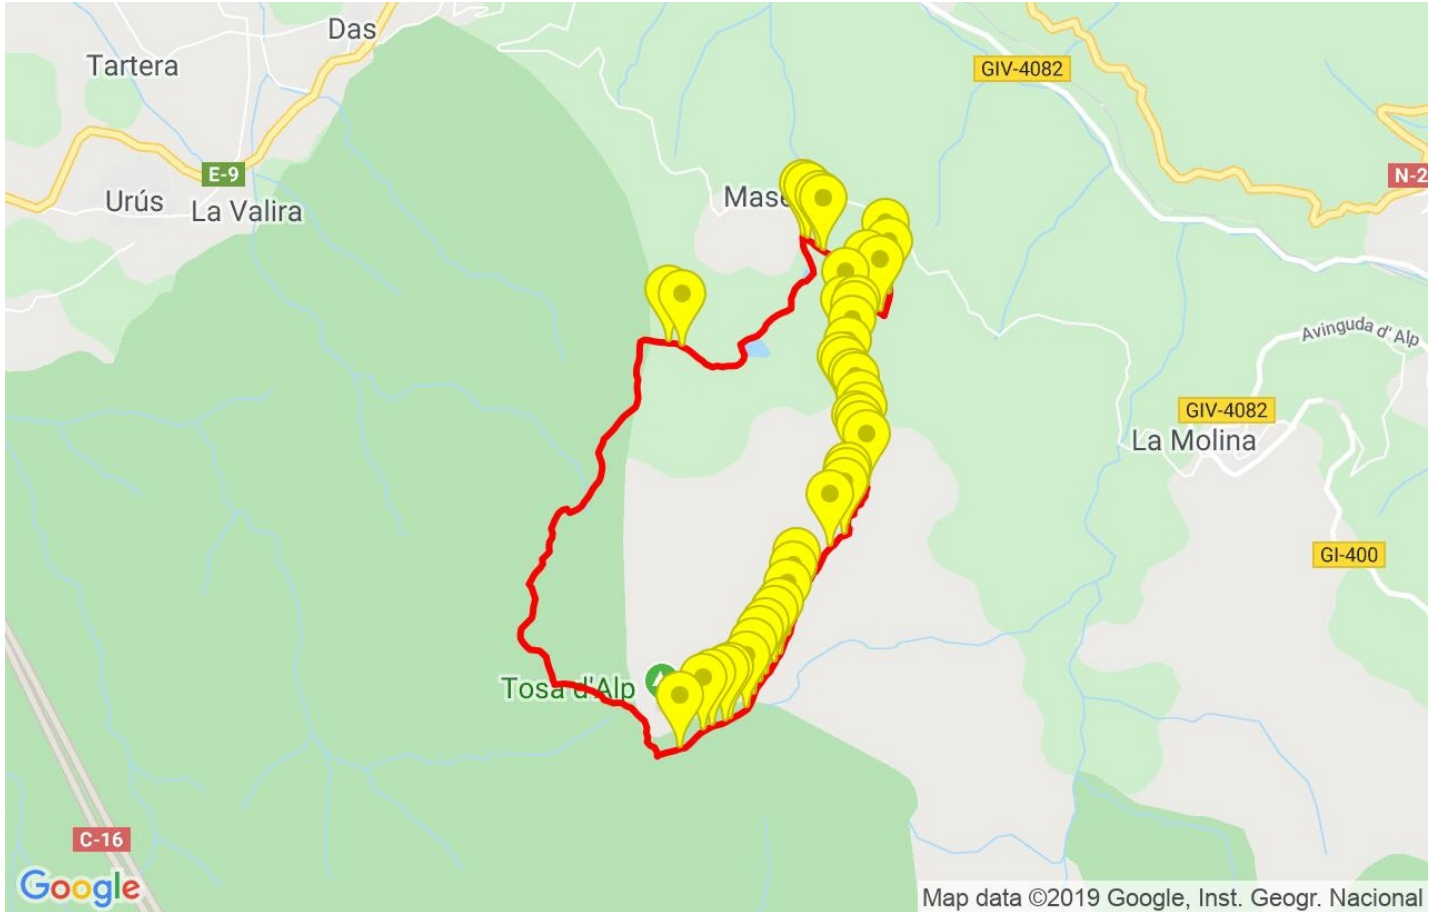 Das
Tartera
GIV-4082
E-9
N-2
Urús
La Valira
Mase
Avinguda d' Alp
GIV-4082
La Molina
GI-400
Tosa d'Alp
C-16
Google
Map data ©2019 Google, Inst. Geogr. Nacional